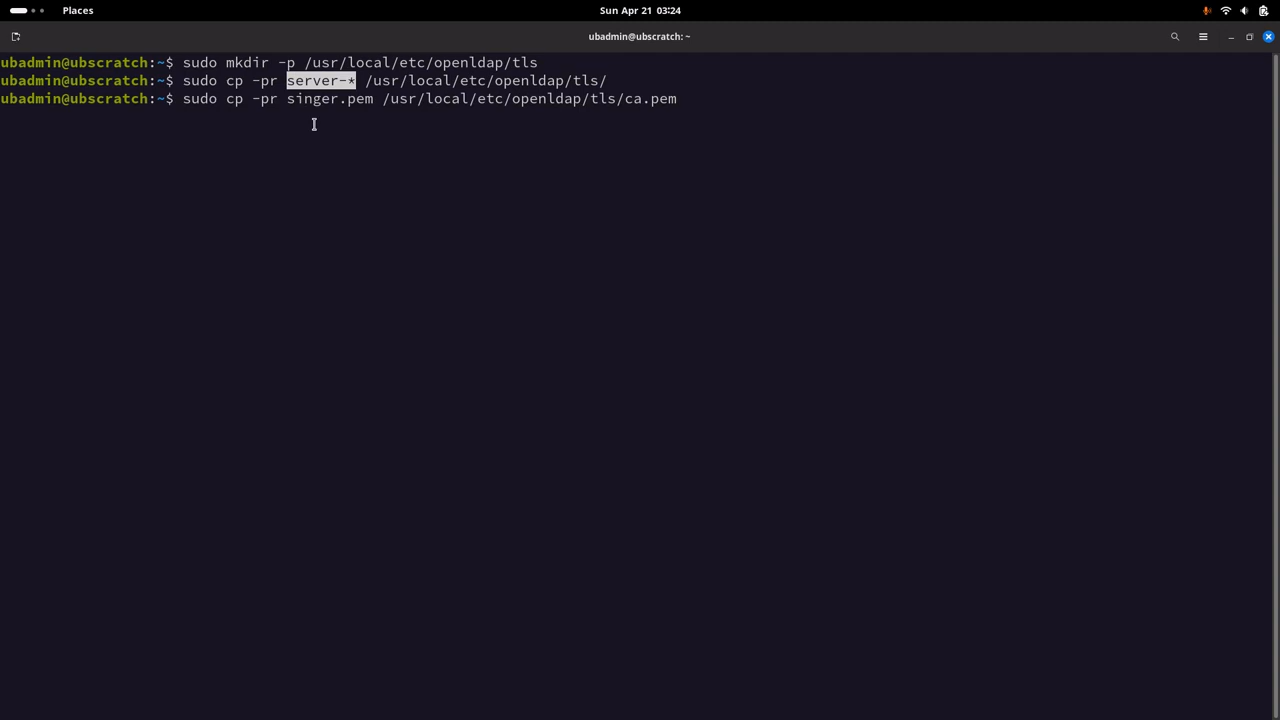 Places
Sun Apr 21 03:24
ubadmin@ubscratch: ~
ubadmin@ubscratch:~$ sudo mkdir -p /usr/local/etc/openldap/tls
ubadmin@ubscratch:~$ sudo cp -pr server-* /usr/local/etc/openldap/tls/
ubadmin@ubscratch:~$ sudo cp -pr singer.pem /usr/local/etc/openldap/tls/ca.pem